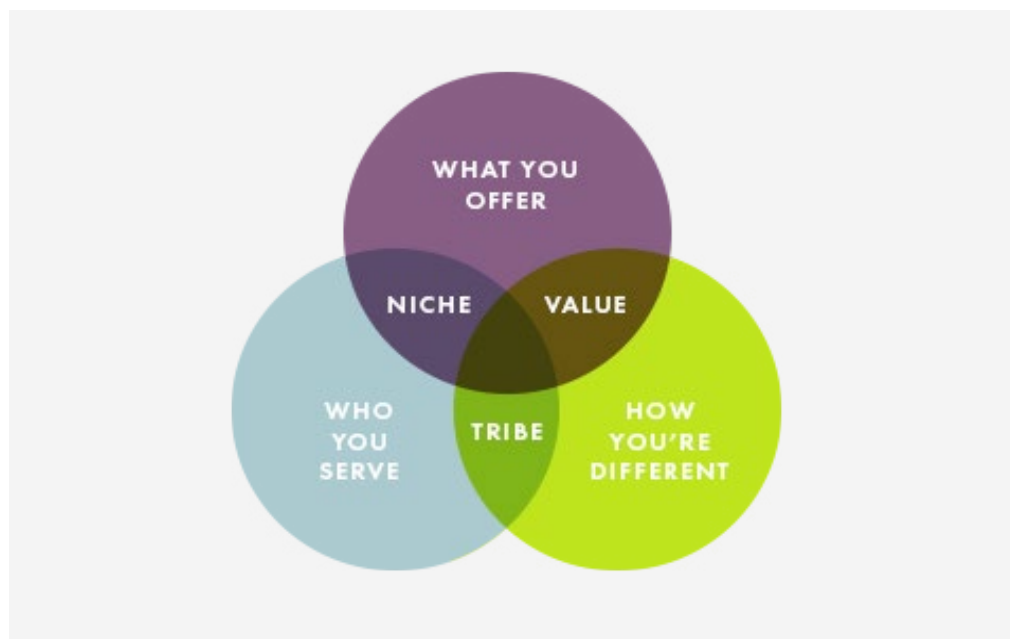 WHAT YOU
OFFER
NICHE
VALUE
WHO
YOU
SERVE
TRIBE
HOW
YOU'RE
DIFFERENT